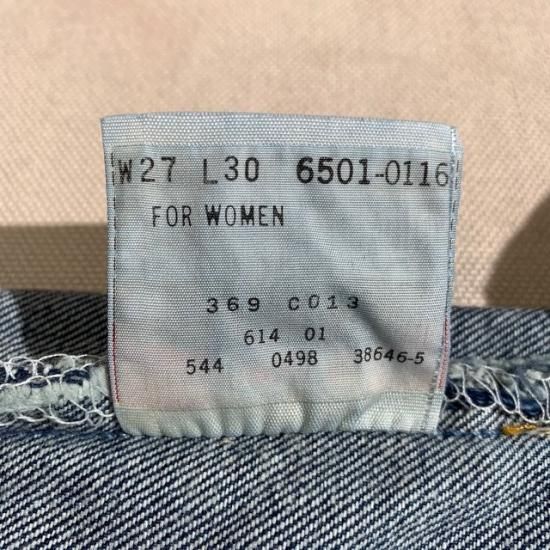 W27 L30 6501-0116
FOR WOMEN
369 C013
614 01
544 0498 38646-5